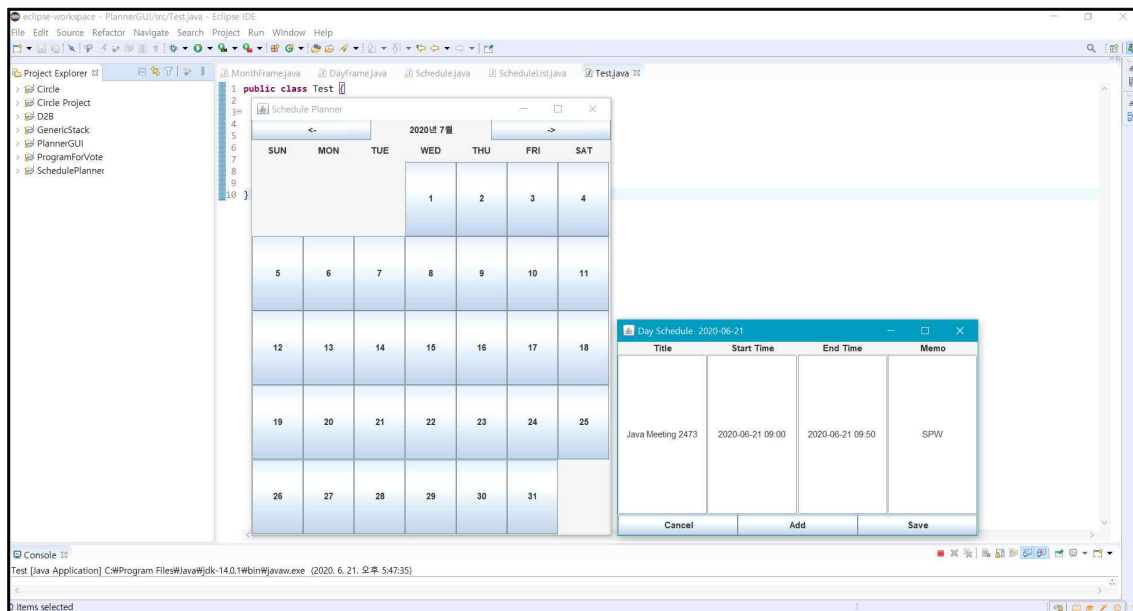 eclipse-workspace - PlannerGUI/src/Test.java - Eclipse IDE
File Edit Source Refactor Navigate Search Project Run Window Help
Project Explorer
MonthFrame.java DayFrame.java Schedule.java ScheduleList.java Test.java
Circle
Circle Project
D2B
GenericStack
PlannerGUI
ProgramForVote
SchedulePlanner
1 public class Test {
2
3
4
5
6
7
8
9
10 }
Schedule Planner
<- 2020년 7월 ->
SUN MON TUE WED THU FRI SAT
1 2 3 4
5 6 7 8 9 10 11
12 13 14 15 16 17 18
19 20 21 22 23 24 25
26 27 28 29 30 31
Day Schedule 2020-06-21
Title Start Time End Time Memo
Java Meeting 2473 2020-06-21 09:00 2020-06-21 09:50 SPW
Cancel Add Save
Console
Test [Java Application] C:₩Program Files₩Java₩jdk-14.0.1₩bin₩javaw.exe (2020. 6. 21. 오후 5:47:35)
0 items selected